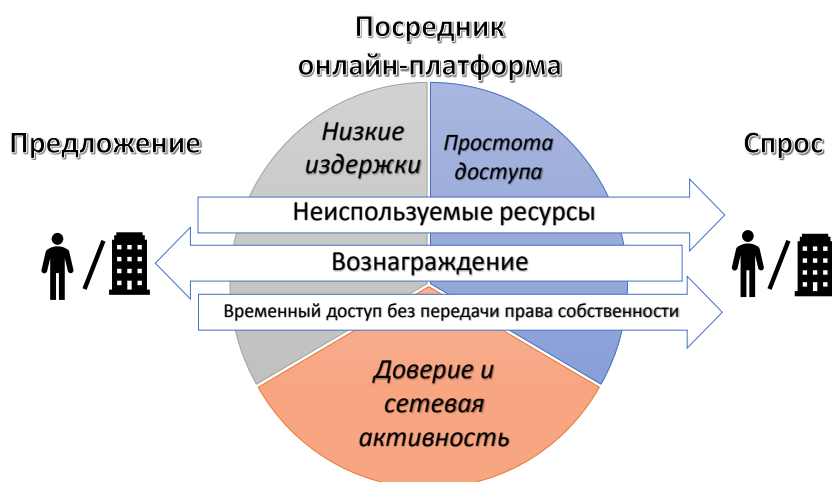 Посредник
онлайн-платформа
Предложение
Спрос
Низкие
издержки
Простота
доступа
Неиспользуемые ресурсы
Вознаграждение
Временный доступ без передачи права собственности
Доверие и
сетевая
активность